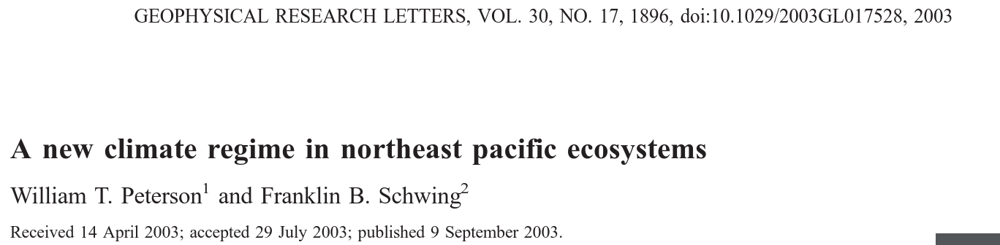 GEOPHYSICAL RESEARCH LETTERS, VOL. 30, NO. 17, 1896, doi:10.1029/2003GL017528, 2003
A new climate regime in northeast pacific ecosystems
William T. Peterson¹ and Franklin B. Schwing²
Received 14 April 2003; accepted 29 July 2003; published 9 September 2003.